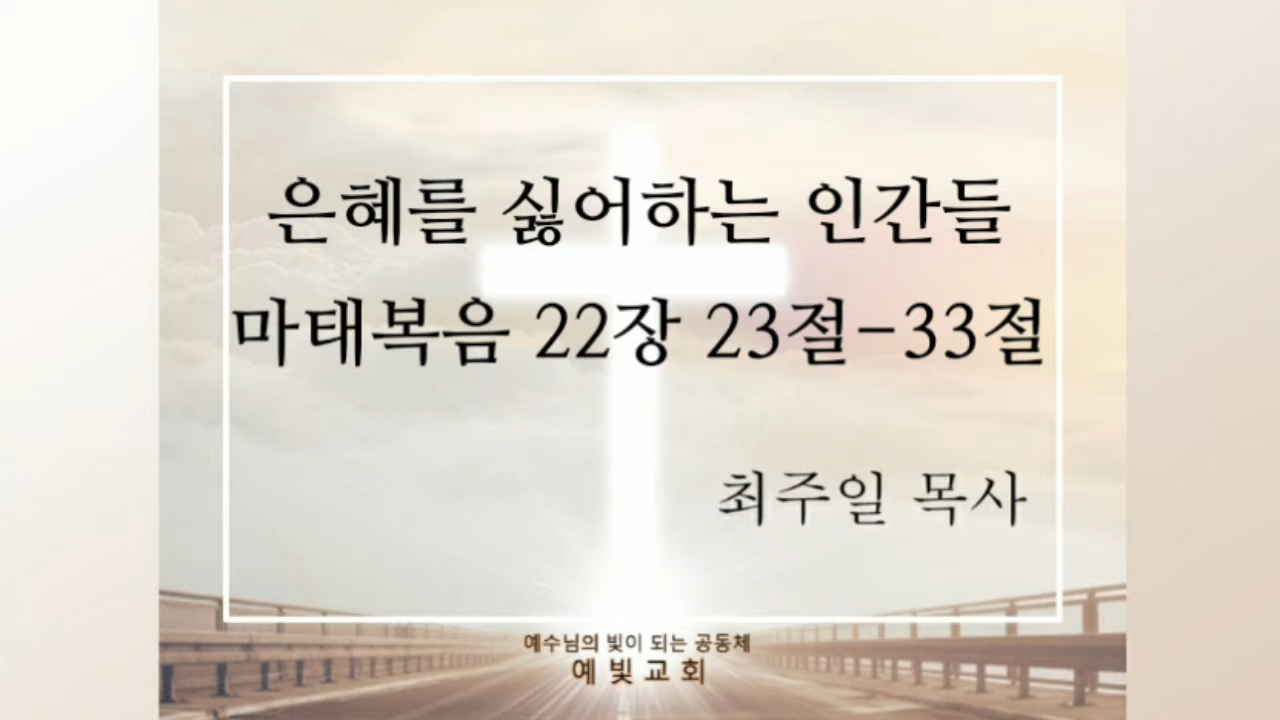 은혜를 싫어하는 인간들
마태복음 22장 23절-33절
최주일 목사
예수님의 빛이 되는 공동체
예빛교회